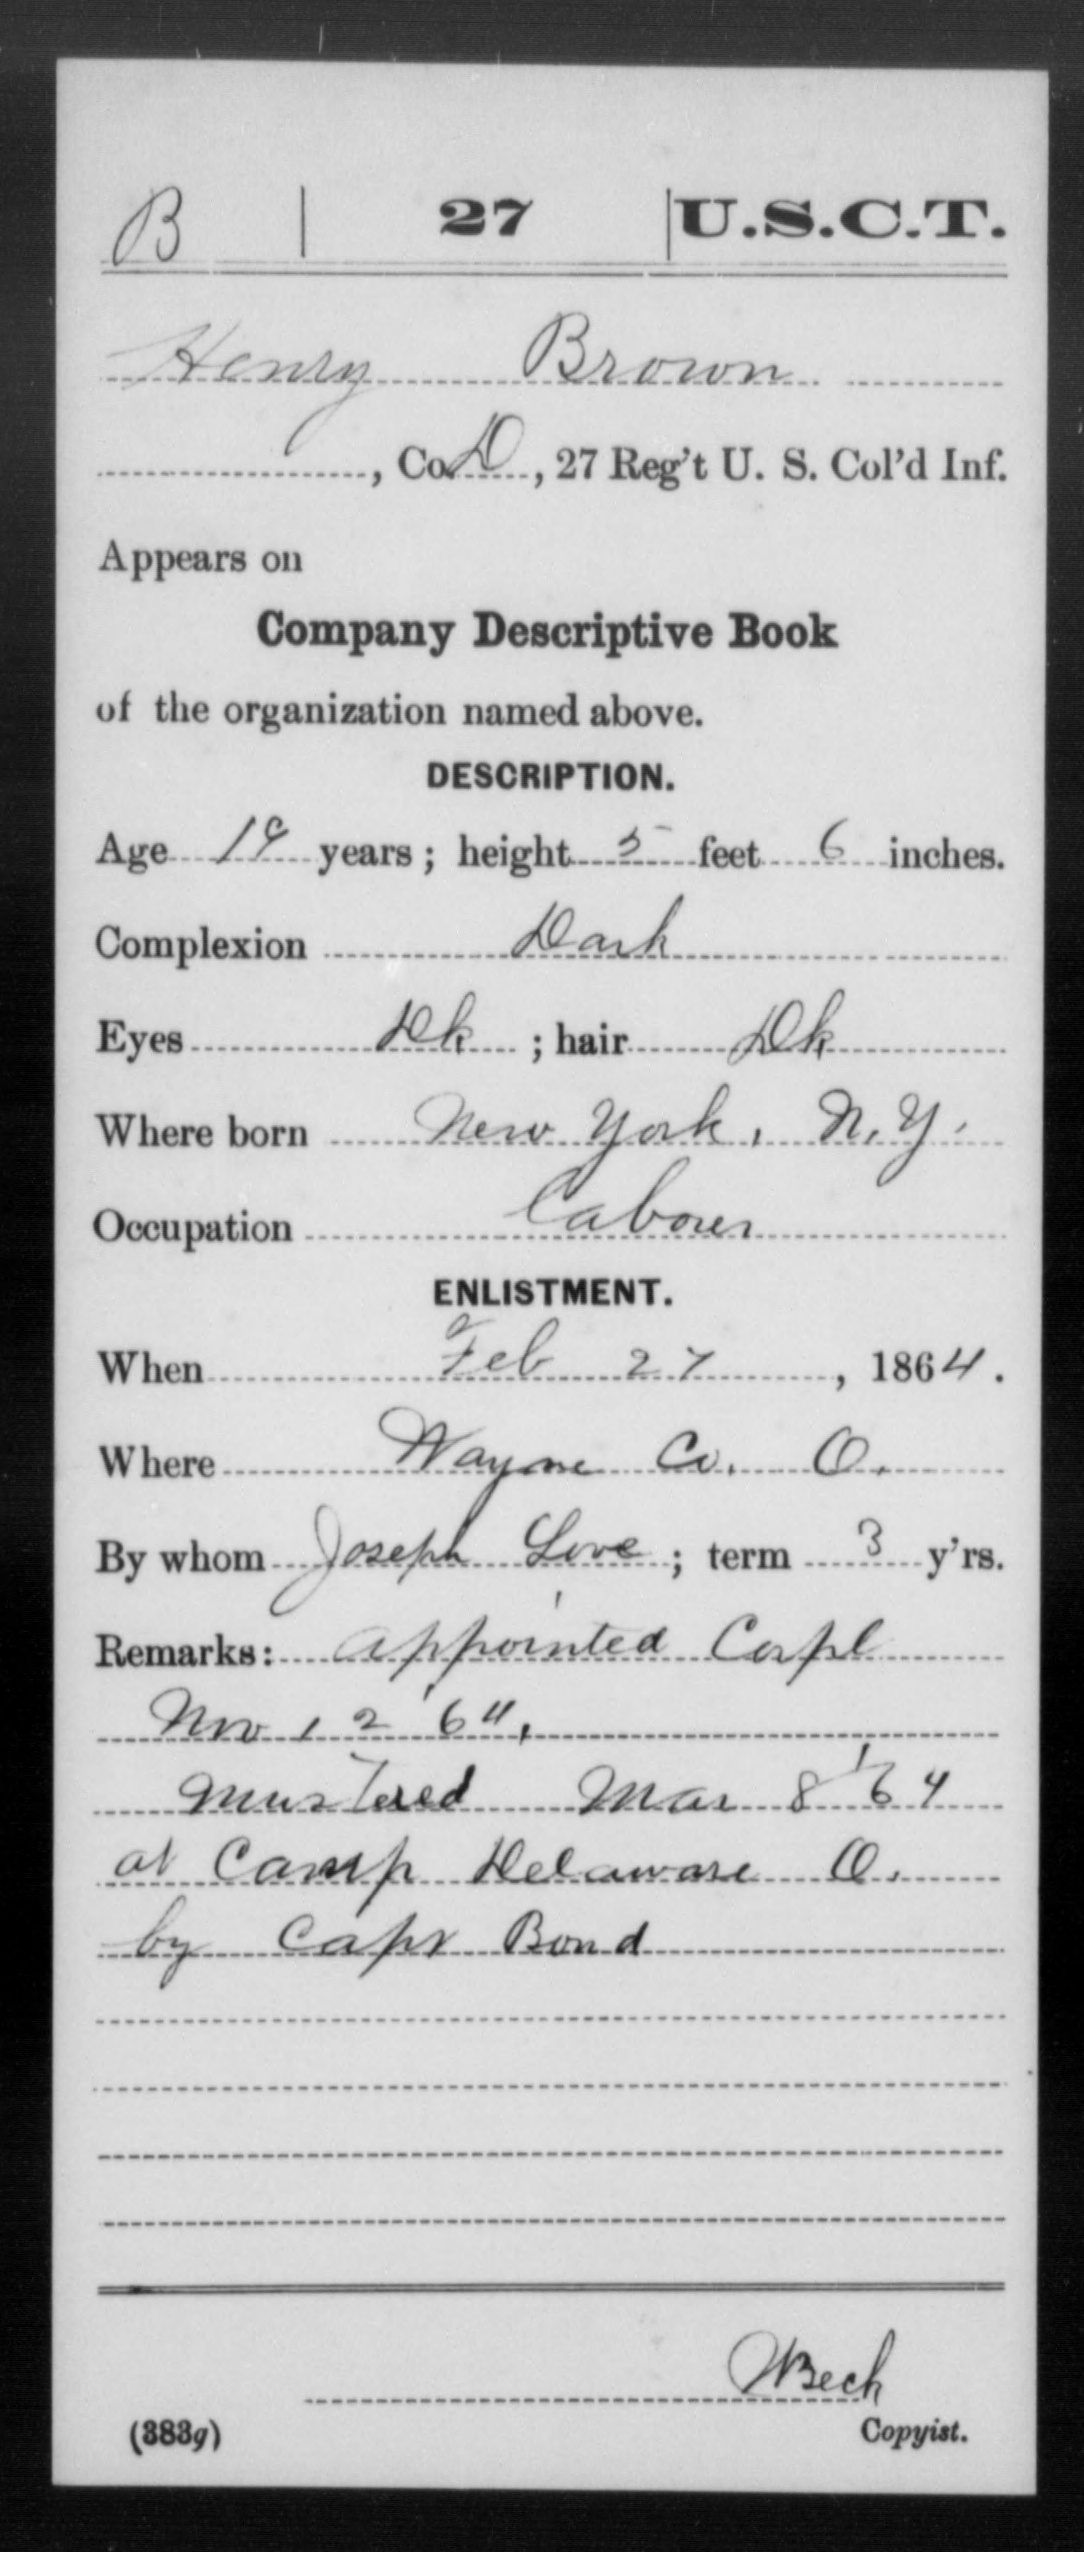 B | 27 | U.S.C.T.
Henry Brown
, Co. D, 27 Reg't U. S. Col'd Inf.
Appears on
Company Descriptive Book
of the organization named above.
DESCRIPTION.
Age 19 years; height 5 feet 6 inches.
Complexion Dark
Eyes Dk ; hair Dk
Where born New York, N.Y.
Occupation Laborer
ENLISTMENT.
When Feb 27, 1864.
Where Wayne Co. O.
By whom Joseph Love; term 3 y'rs.
Remarks: Appointed Corpl
Nov 12 64,
mustered Mar 8 '64
at Camp Delaware O.
by Capt Bond
Beck
(383g) Copyist.